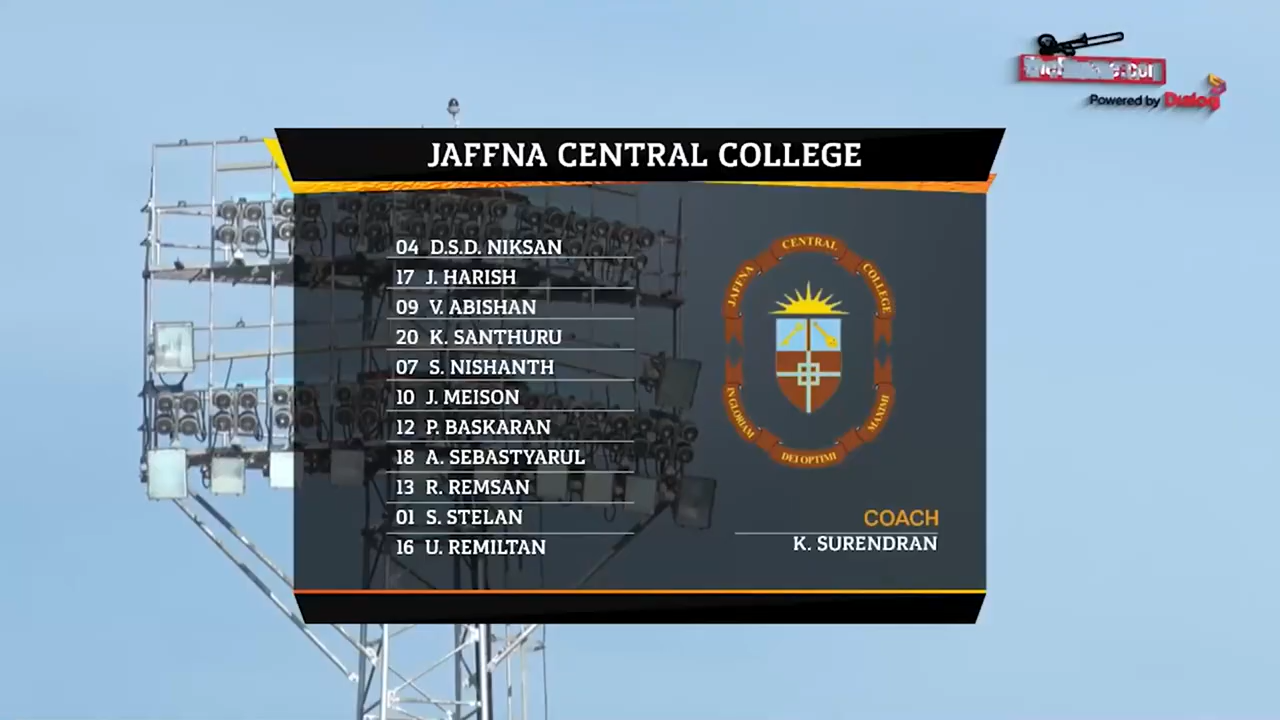 Powered by Dialog
JAFFNA CENTRAL COLLEGE
04 D.S.D. NIKSAN
17 J. HARISH
09 V. ABISHAN
20 K. SANTHURU
07 S. NISHANTH
10 J. MEISON
12 P. BASKARAN
18 A. SEBASTYARUL
13 R. REMSAN
01 S. STELAN
16 U. REMILTAN
JAFFNA CENTRAL COLLEGE
IN GLORIAM DEI OPTIMI MAXIMI
COACH
K. SURENDRAN